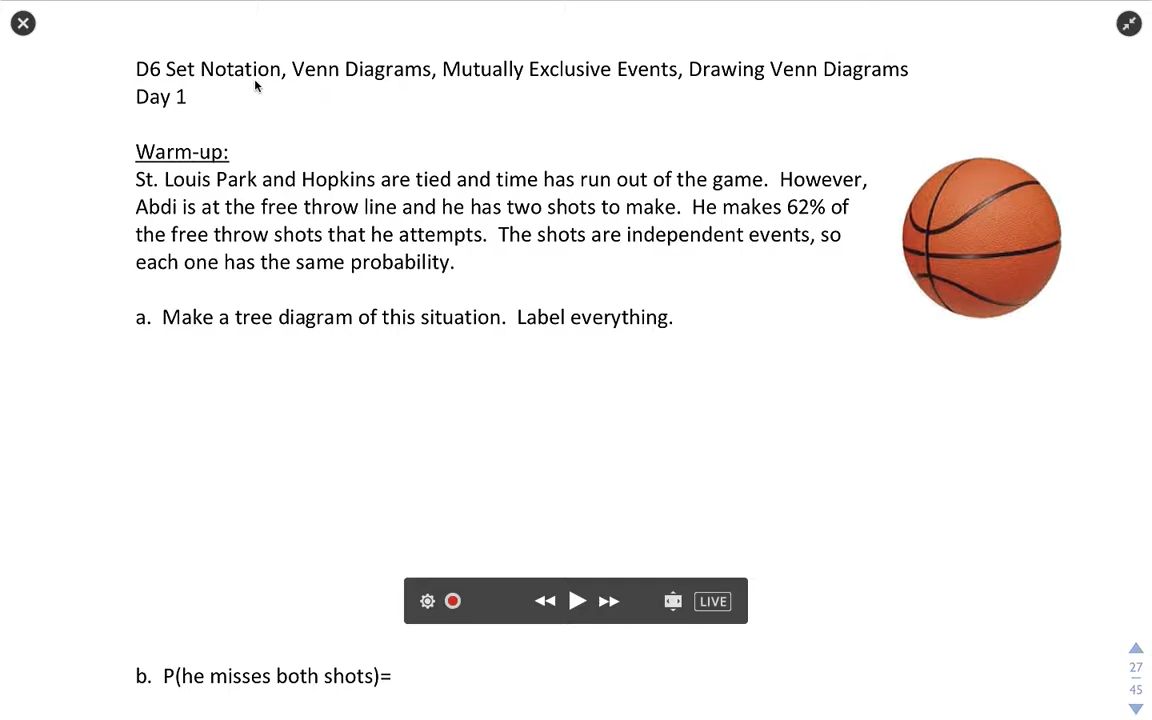 D6 Set Notation, Venn Diagrams, Mutually Exclusive Events, Drawing Venn Diagrams
Day 1
Warm-up:
St. Louis Park and Hopkins are tied and time has run out of the game.  However,
Abdi is at the free throw line and he has two shots to make.  He makes 62% of
the free throw shots that he attempts.  The shots are independent events, so
each one has the same probability.
a.  Make a tree diagram of this situation.  Label everything.
LIVE
b.  P(he misses both shots)=
27
45